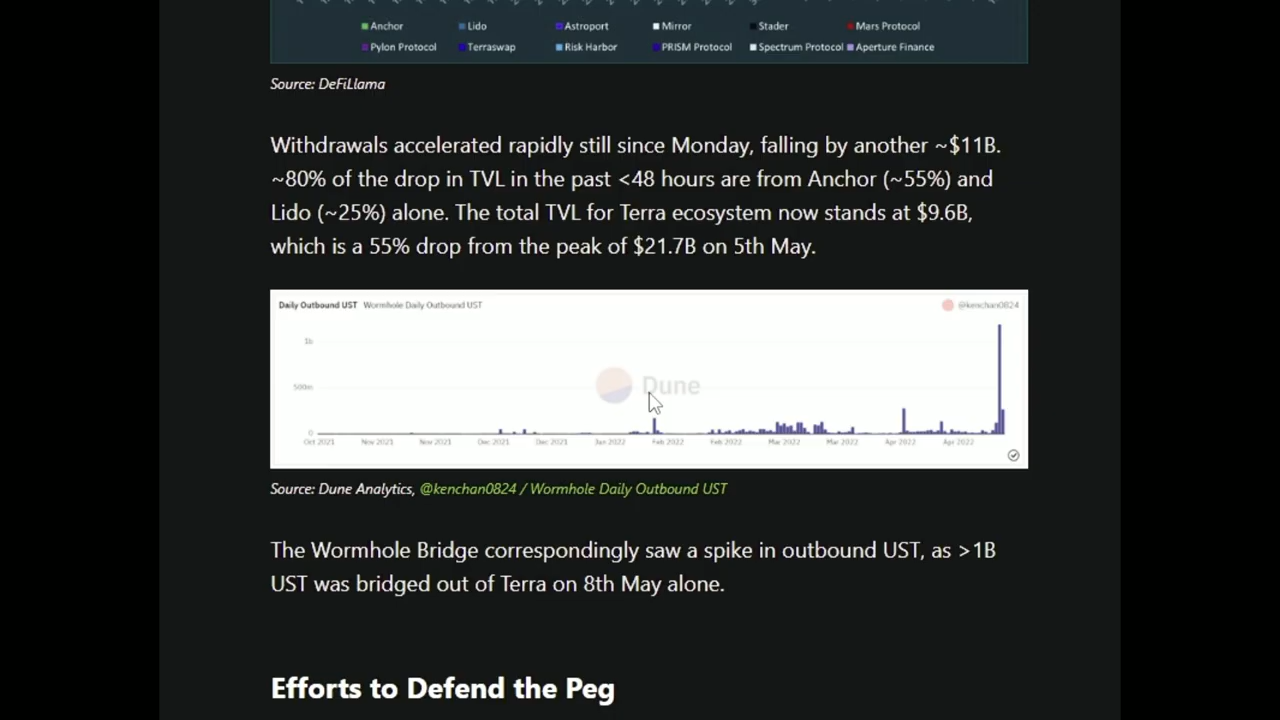 Anchor Lido Astroport Mirror Stader Mars Protocol
Pylon Protocol Terraswap Risk Harbor PRISM Protocol Spectrum Protocol Aperture Finance
Source: DeFiLlama
Withdrawals accelerated rapidly still since Monday, falling by another ~$11B.
~80% of the drop in TVL in the past <48 hours are from Anchor (~55%) and
Lido (~25%) alone. The total TVL for Terra ecosystem now stands at $9.6B,
which is a 55% drop from the peak of $21.7B on 5th May.
Daily Outbound UST Wormhole Daily Outbound UST @kenchan0824
1b
Dune
500m
0
Oct 2021 Nov 2021 Nov 2021 Dec 2021 Dec 2021 Jan 2022 Feb 2022 Feb 2022 Mar 2022 Mar 2022 Apr 2022 Apr 2022
Source: Dune Analytics, @kenchan0824 / Wormhole Daily Outbound UST
The Wormhole Bridge correspondingly saw a spike in outbound UST, as >1B
UST was bridged out of Terra on 8th May alone.
Efforts to Defend the Peg